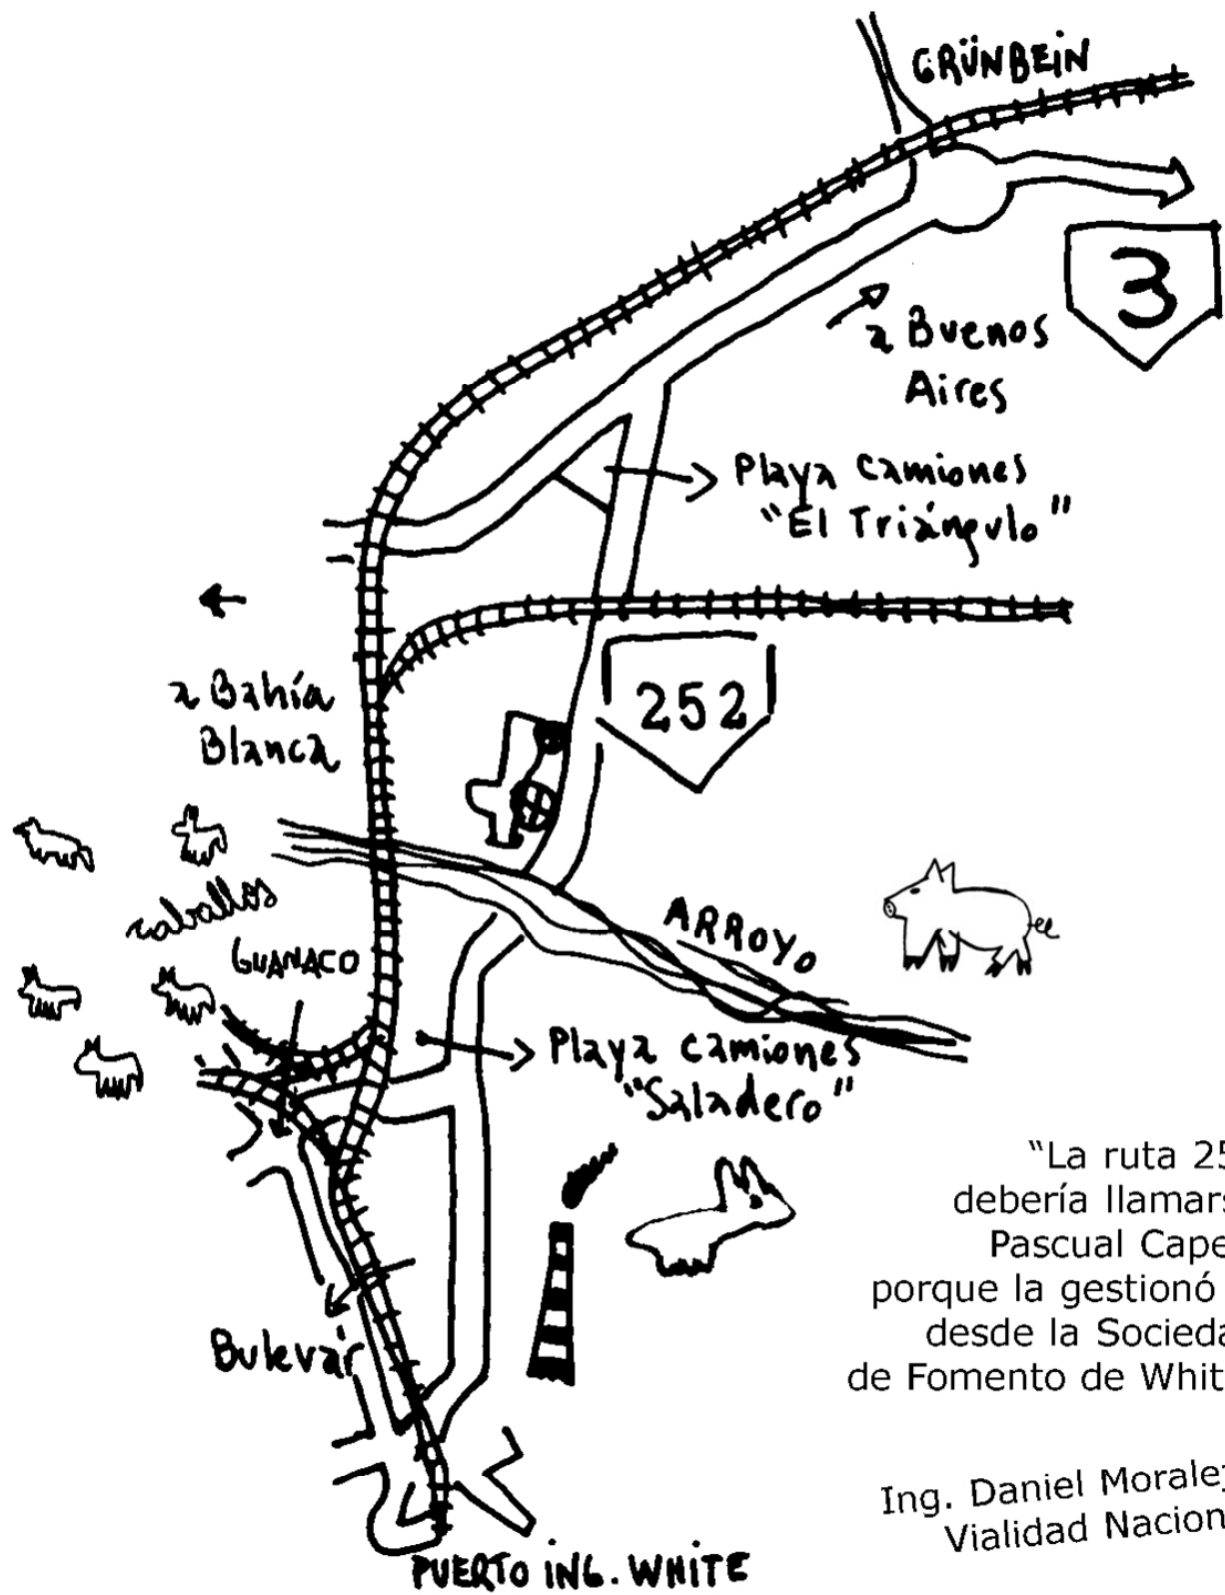 GRÜNBEIN
3
a Buenos
Aires
Playa camiones
"El Triángulo"
252
a Bahía
Blanca
caballos
ARROYO
GUANACO
Playa camiones
"Saladero"
"La ruta 25
debería llamars
Pascual Cape
porque la gestionó
desde la Socieda
de Fomento de Whit
Bulevar
Ing. Daniel Morale
Vialidad Nacion
PUERTO ING. WHITE